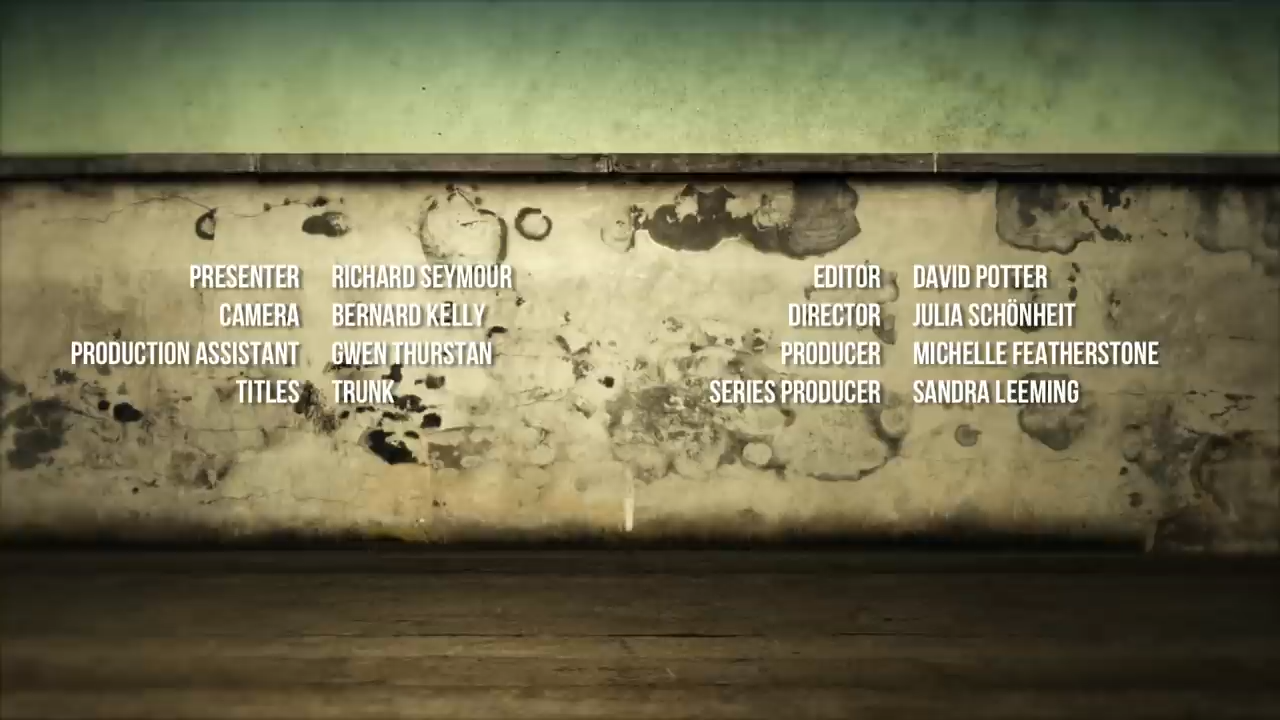 PRESENTER RICHARD SEYMOUR
CAMERA BERNARD KELLY
PRODUCTION ASSISTANT GWEN THURSTAN
TITLES TRUNK
EDITOR DAVID POTTER
DIRECTOR JULIA SCHÖNHEIT
PRODUCER MICHELLE FEATHERSTONE
SERIES PRODUCER SANDRA LEEMING